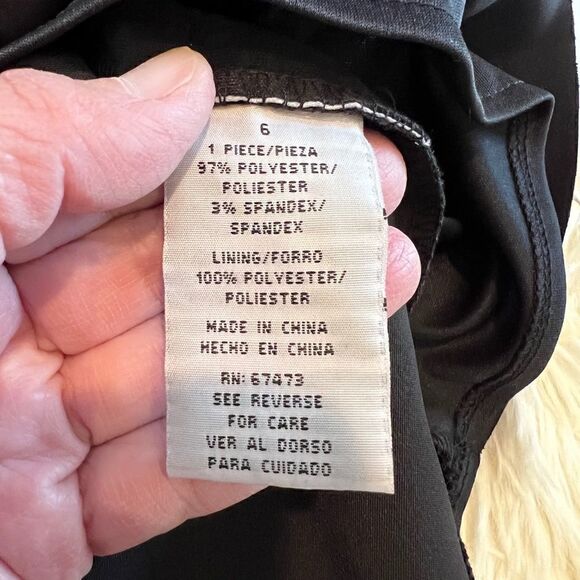 6
1 PIECE/PIEZA
97% POLYESTER/
POLIESTER
3% SPANDEX/
SPANDEX
LINING/FORRO
100% POLYESTER/
POLIESTER
MADE IN CHINA
HECHO EN CHINA
RN: 67473
SEE REVERSE
FOR CARE
VER AL DORSO
PARA CUIDADO